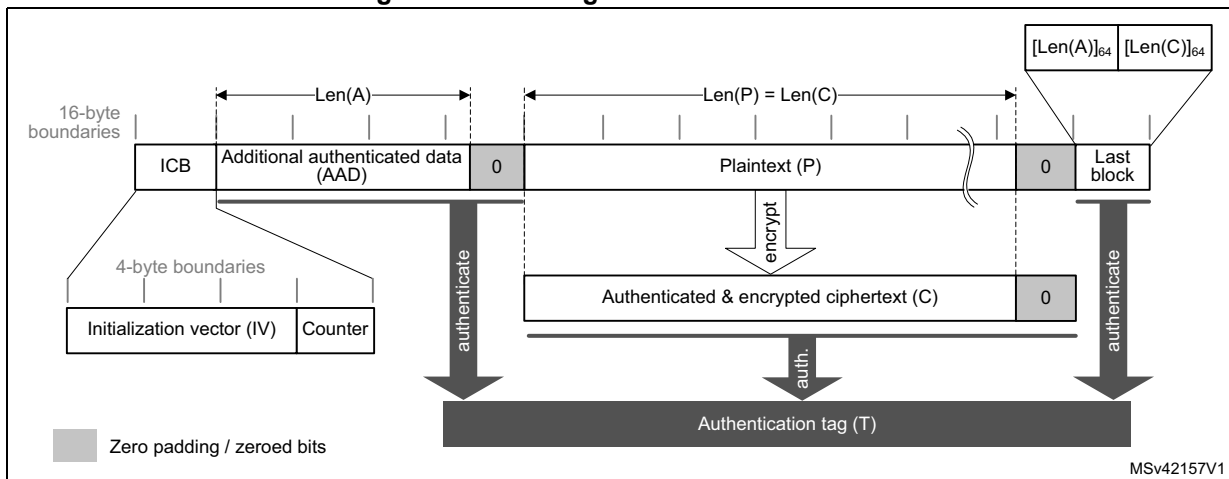 [Len(A)]64 [Len(C)]64
Len(A)
Len(P) = Len(C)
16-byte
boundaries
ICB
Additional authenticated data
(AAD)
0
Plaintext (P)
0
Last
block
encrypt
4-byte boundaries
Initialization vector (IV)
Counter
authenticate
Authenticated & encrypted ciphertext (C)
0
auth.
authenticate
Authentication tag (T)
Zero padding / zeroed bits
MSv42157V1